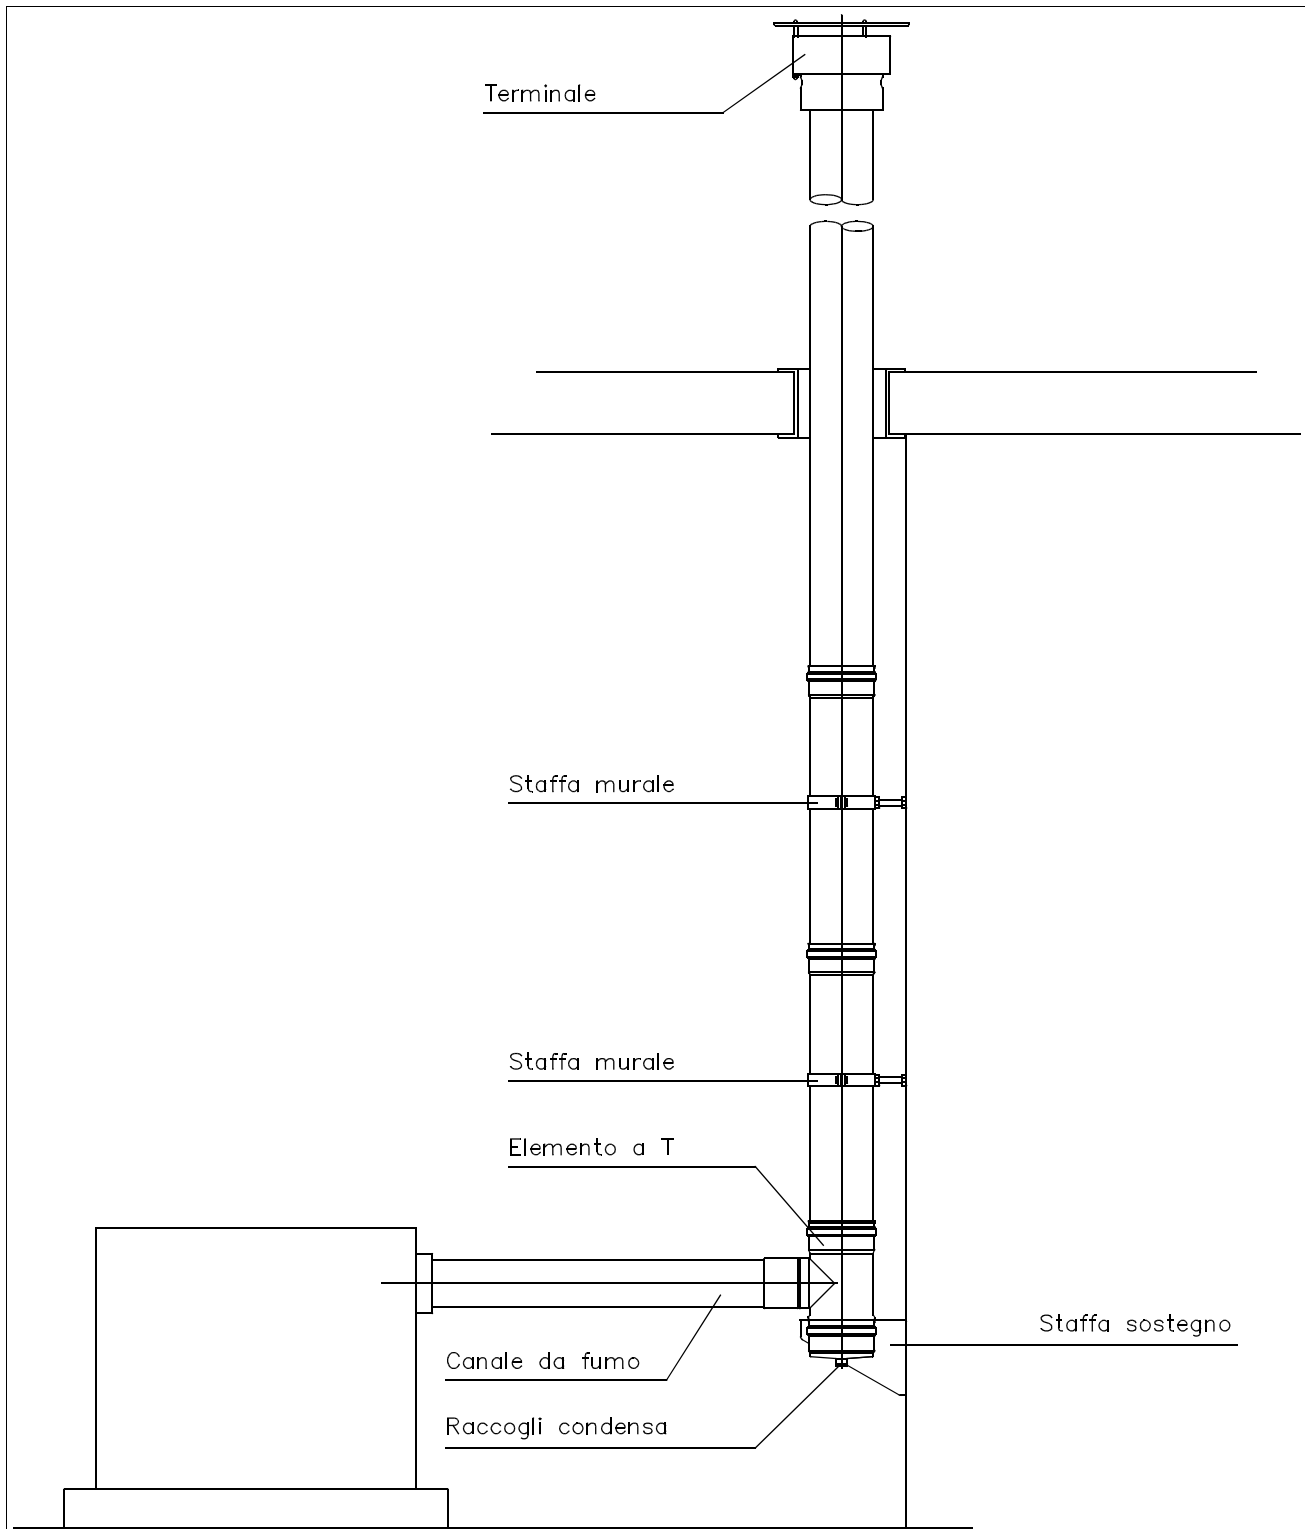 Terminale
Staffa murale
Staffa murale
Elemento a T
Staffa sostegno
Canale da fumo
Raccogli condensa